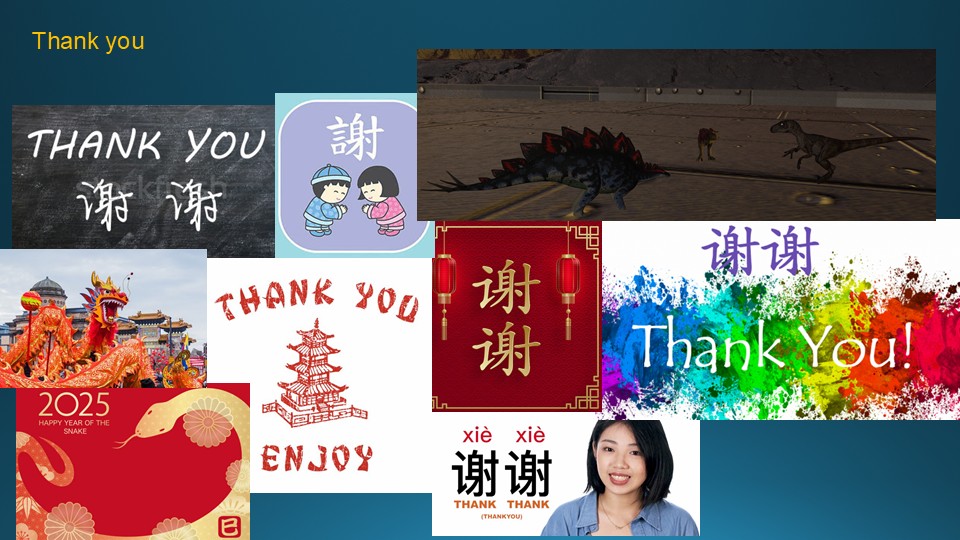 Thank you
THANK YOU
谢 谢
謝
谢
谢
谢谢
Thank You!
THANK YOU
ENJOY
2025
HAPPY YEAR OF THE
SNAKE
巳
xiè xiè
谢 谢
THANK THANK
(THANKYOU)